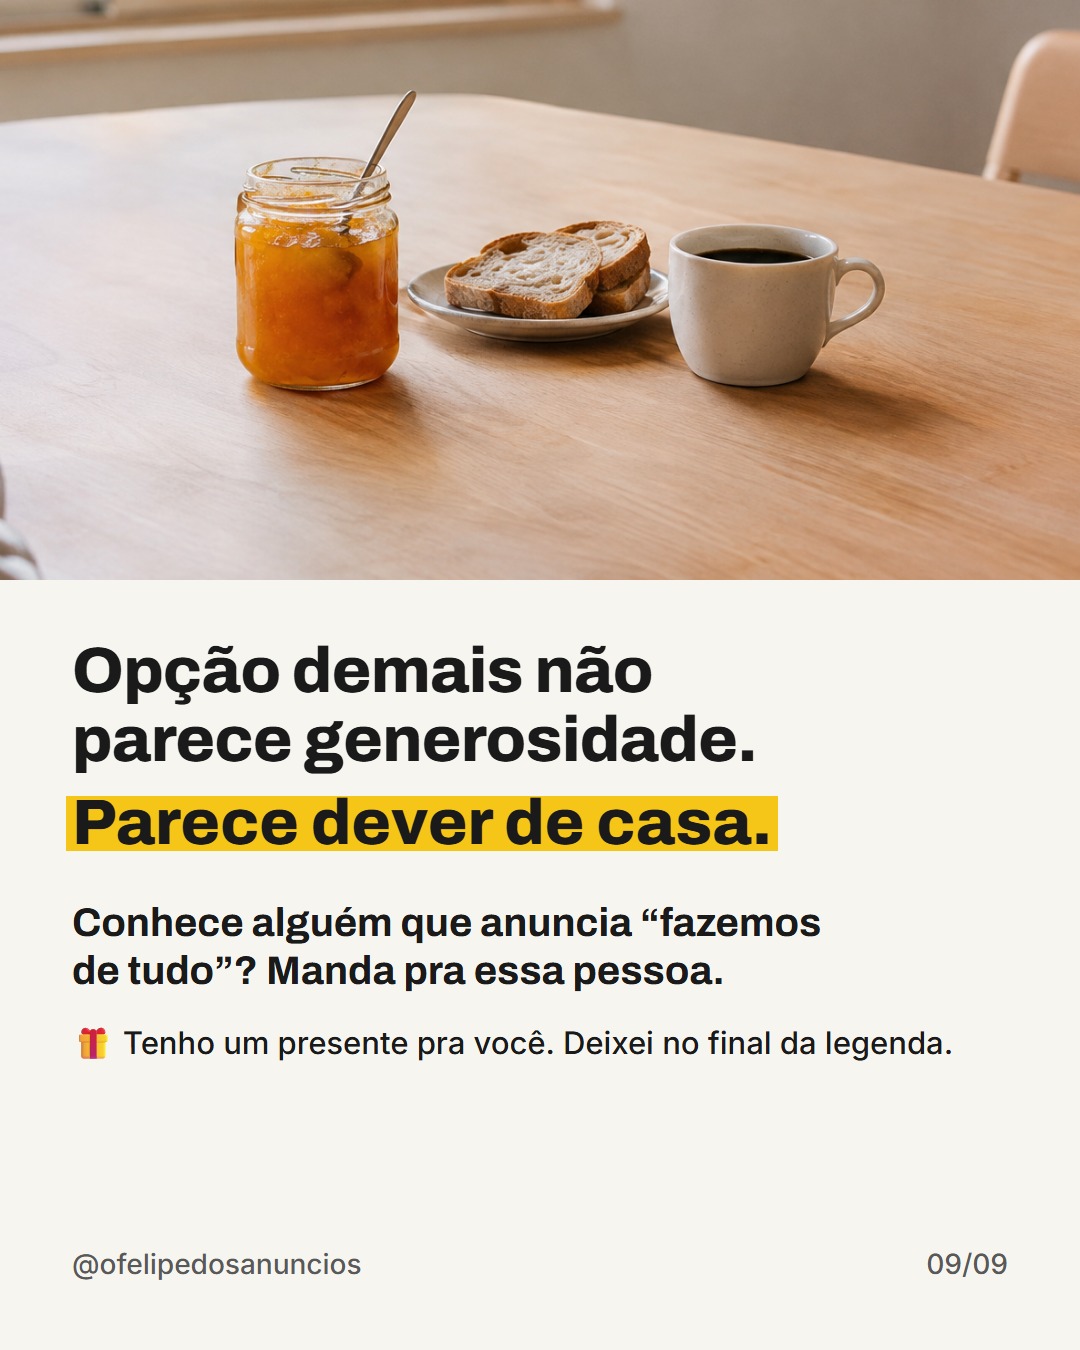 Opção demais não
parece generosidade.
Parece dever de casa.
Conhece alguém que anuncia “fazemos
de tudo”? Manda pra essa pessoa.
🎁 Tenho um presente pra você. Deixei no final da legenda.
@ofelipedosanuncios
09/09